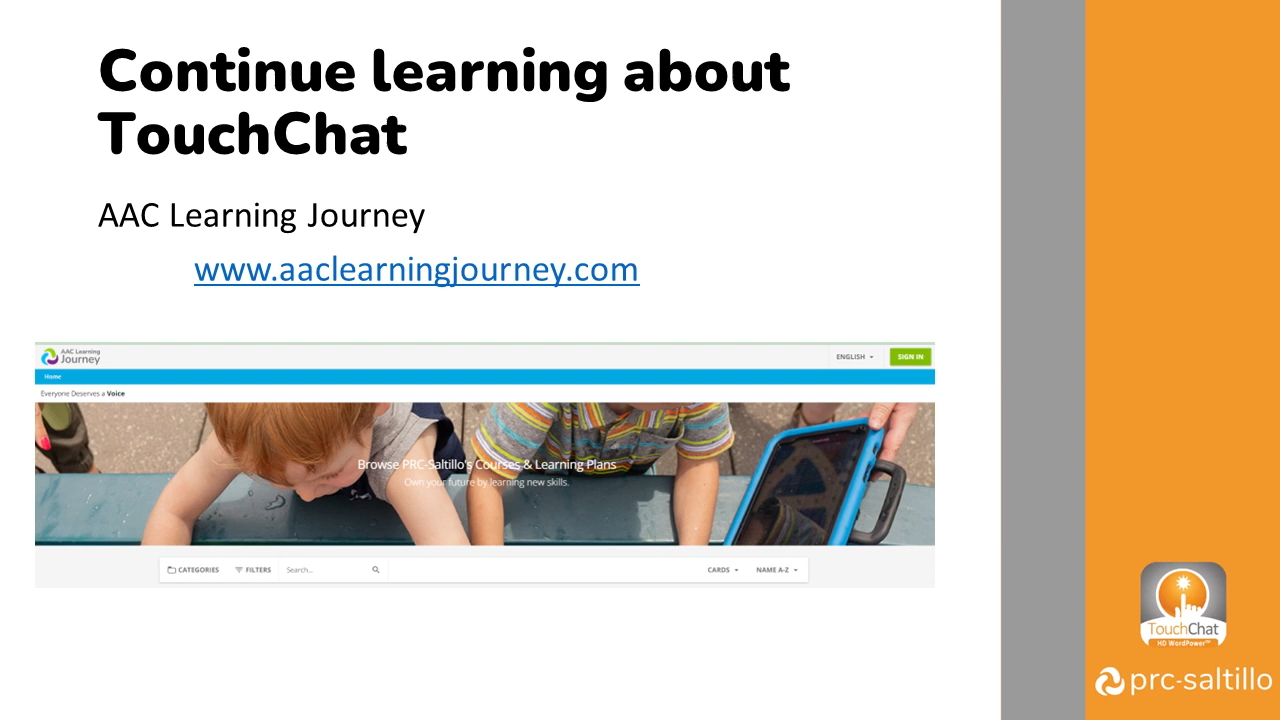 Continue learning about
TouchChat
AAC Learning Journey
www.aaclearningjourney.com
AAC Learning
Journey
ENGLISH
SIGN IN
Home
Everyone Deserves a Voice
Browse PRC-Saltillo's Courses & Learning Plans
Own your future by learning new skills.
CATEGORIES FILTERS Search... CARDS NAME A-Z
TouchChat
HD WordPower™
prc-saltillo